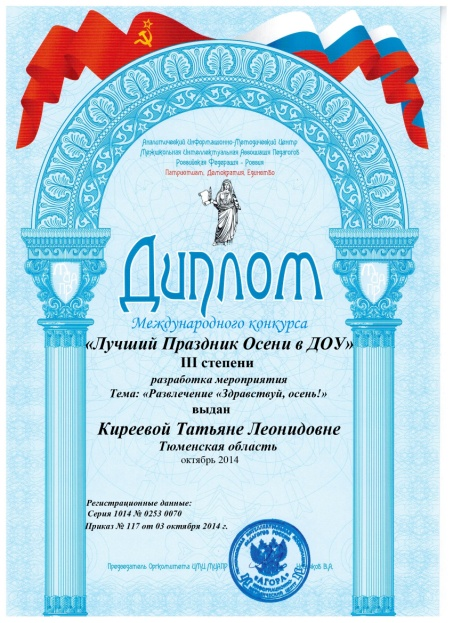 Аналитический Информационно-Методический Центр
Межшкольная Интеллектуальная Ассоциация Педагогов
Российская Федерация - Россия
Патриотизм, Демократия, Единство
Диплом
Международного конкурса
«Лучший Праздник Осени в ДОУ»
III степени
разработка мероприятия
Тема: «Развлечение «Здравствуй, осень!»
выдан
Киреевой Татьяне Леонидовне
Тюменская область
октябрь 2014
Регистрационные данные:
Серия 1014 № 0253 0070
Приказ № 117 от 03 октября 2014 г.
Председатель Оргкомитета В.А.
"АГОРА"